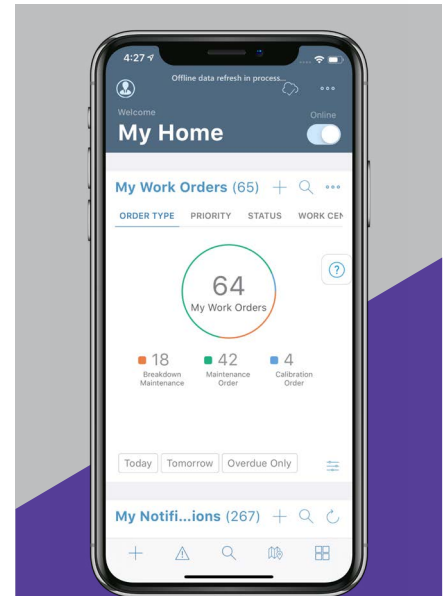 4:27
Offline data refresh in process...
Welcome
Online
My Home
My Work Orders (65)
ORDER TYPE PRIORITY STATUS WORK CEN
64
My Work Orders
?
18 42 4
Breakdown Maintenance Calibration
Maintenance Order Order
Today Tomorrow Overdue Only
My Notifi...ions (267)